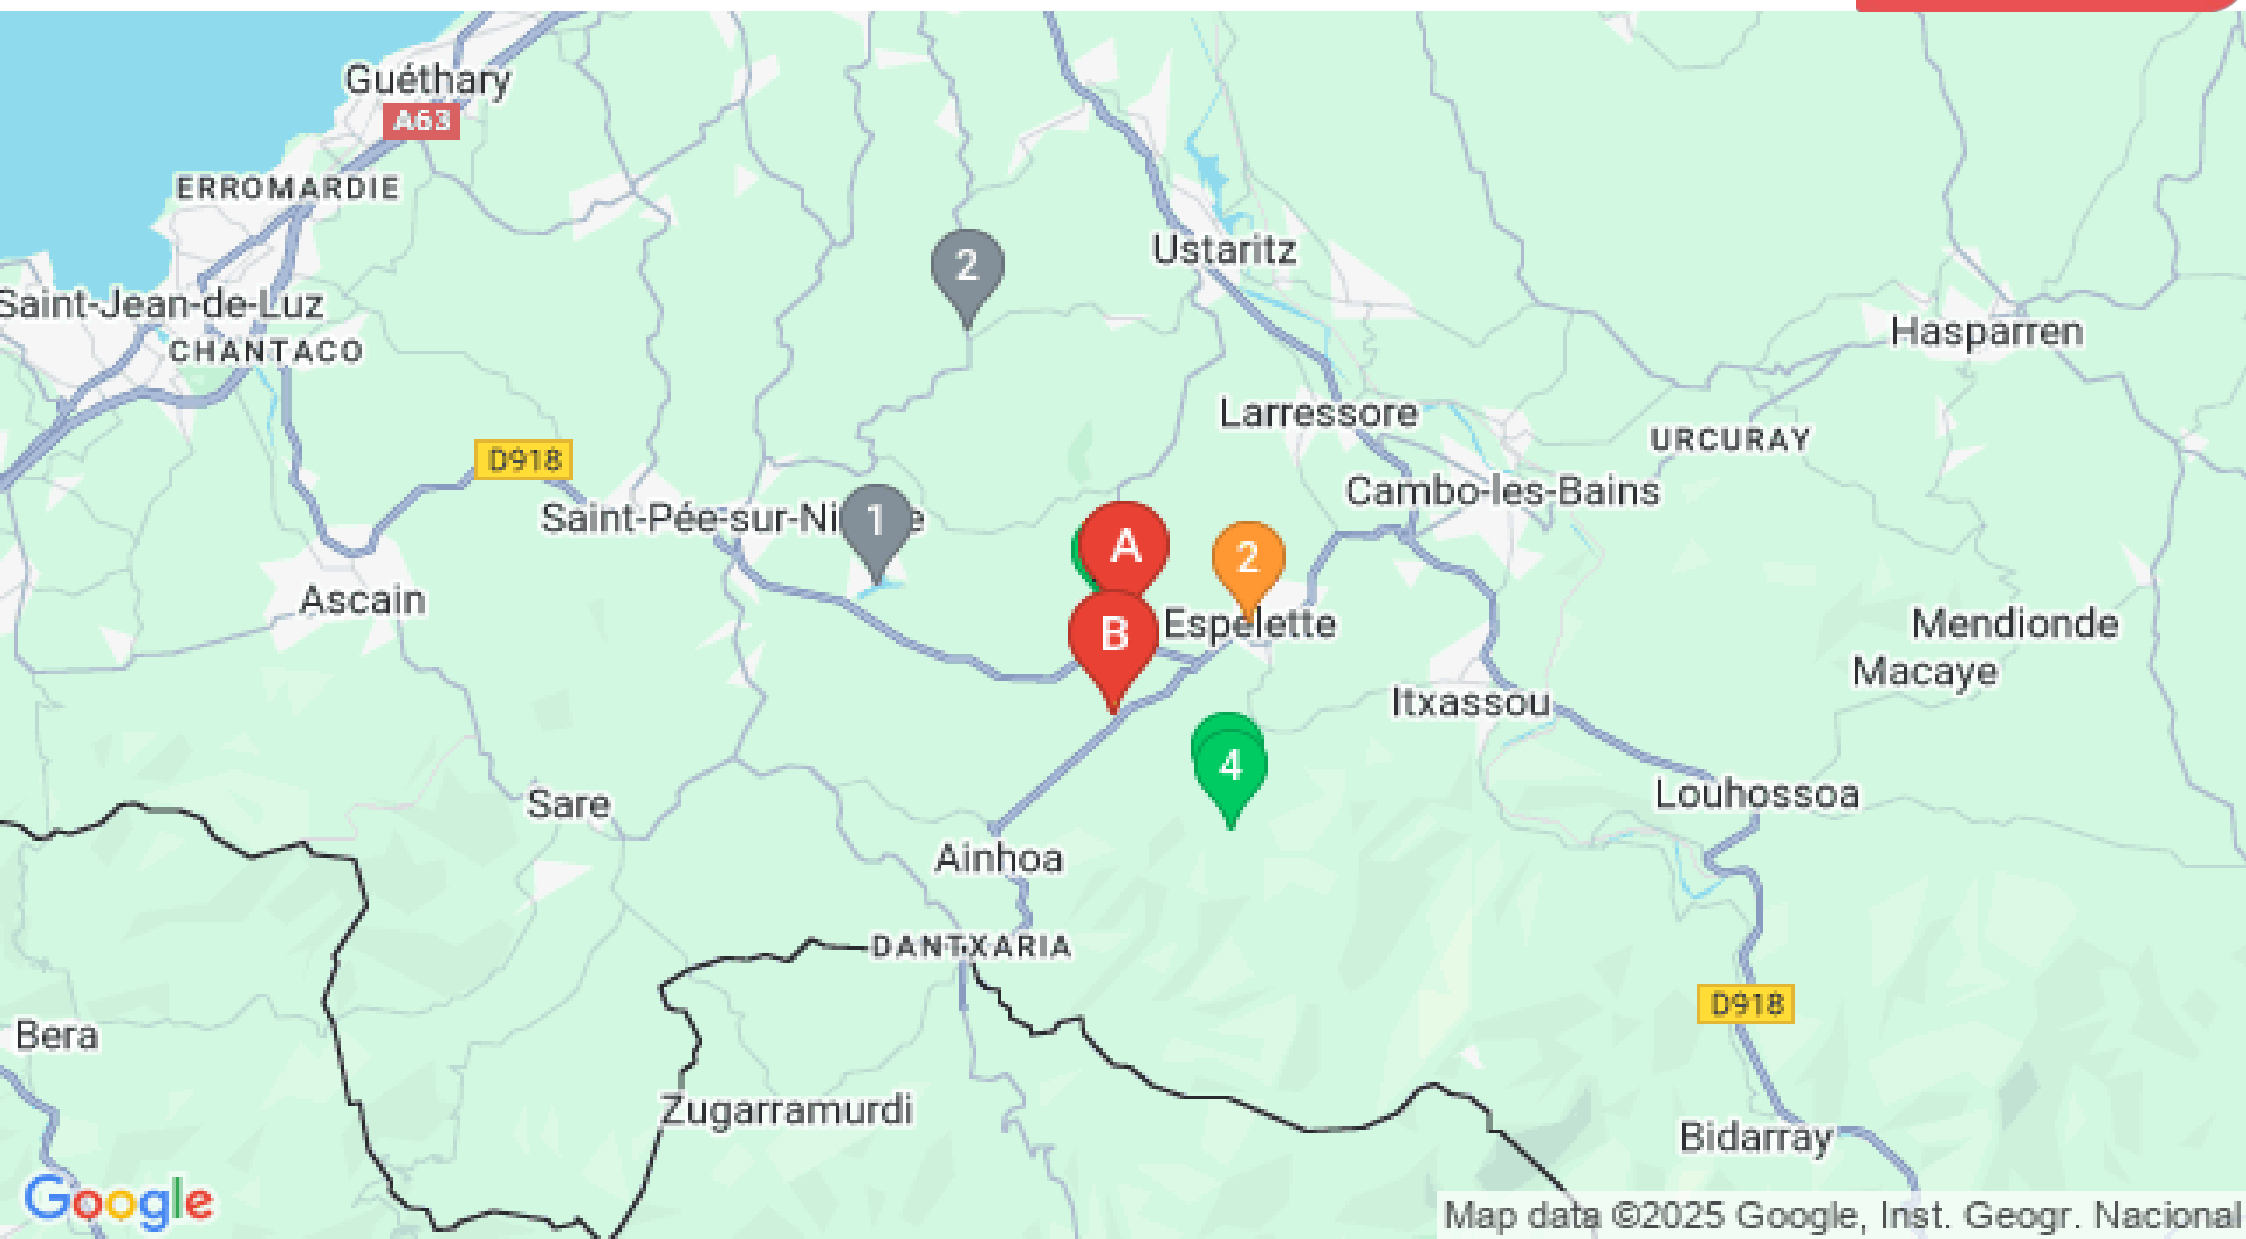 Guéthary
A63
ERROMARDIE
2
Ustaritz
Saint-Jean-de-Luz
CHANTACO
Hasparren
Larressore
URCURAY
D918
Cambo-les-Bains
Saint-Pée-sur-Ni
e
1
A
2
Ascain
B
Espelette
Mendionde
Macaye
Itxassou
4
Sare
Louhossoa
Ainhoa
DANTXARIA
D918
Bera
Zugarramurdi
Bidarray
Google
Map data ©2025 Google, Inst. Geogr. Nacional